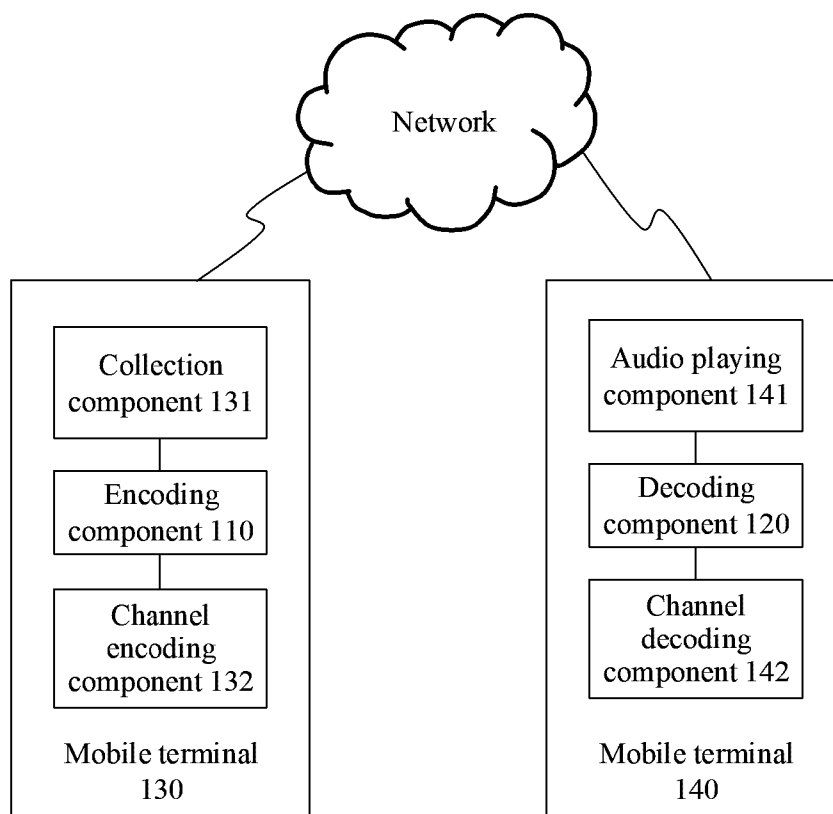 Network
Collection
component 131
Encoding
component 110
Channel
encoding
component 132
Mobile terminal
130
Audio playing
component 141
Decoding
component 120
Channel
decoding
component 142
Mobile terminal
140